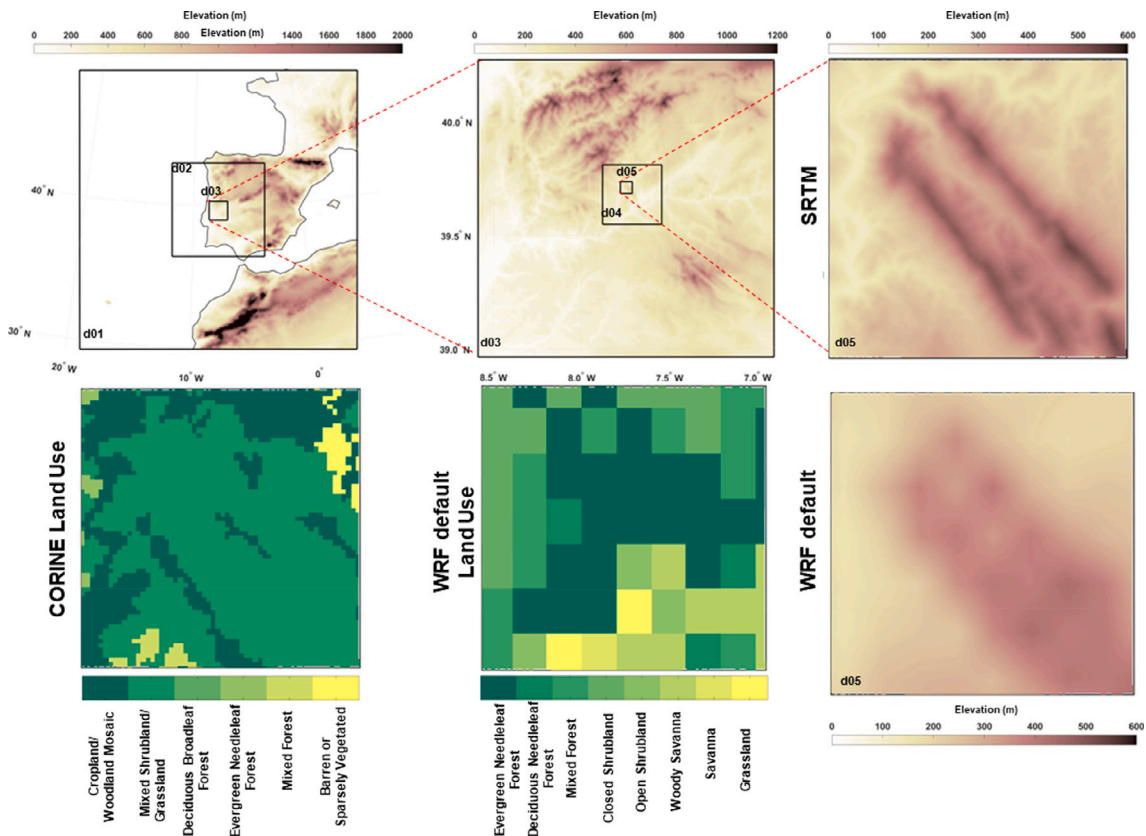 Elevation (m)
Elevation (m)
0 200 400 600 800 1000 1200 1400 1600 1800 2000
Elevation (m)
0 200 400 600 800 1000 1200
Elevation (m)
0 100 200 300 400 500 600
40° N
30° N
d02
d03
d01
20° W
10° W
0°
40.0° N
39.5° N
39.0° N
d05
d04
d03
8.5° W
8.0° W
7.5° W
7.0° W
SRTM
d05
CORINE Land Use
Cropland/
Woodland Mosaic
Mixed Shrubland/
Grassland
Deciduous Broadleaf
Forest
Evergreen Needleleaf
Forest
Mixed Forest
Barren or
Sparsely Vegetated
WRF default
Land Use
Evergreen Needleleaf
Forest
Deciduous Needleleaf
Forest
Mixed Forest
Closed Shrubland
Open Shrubland
Woody Savanna
Savanna
Grassland
WRF default
d05
Elevation (m)
0 100 200 300 400 500 600